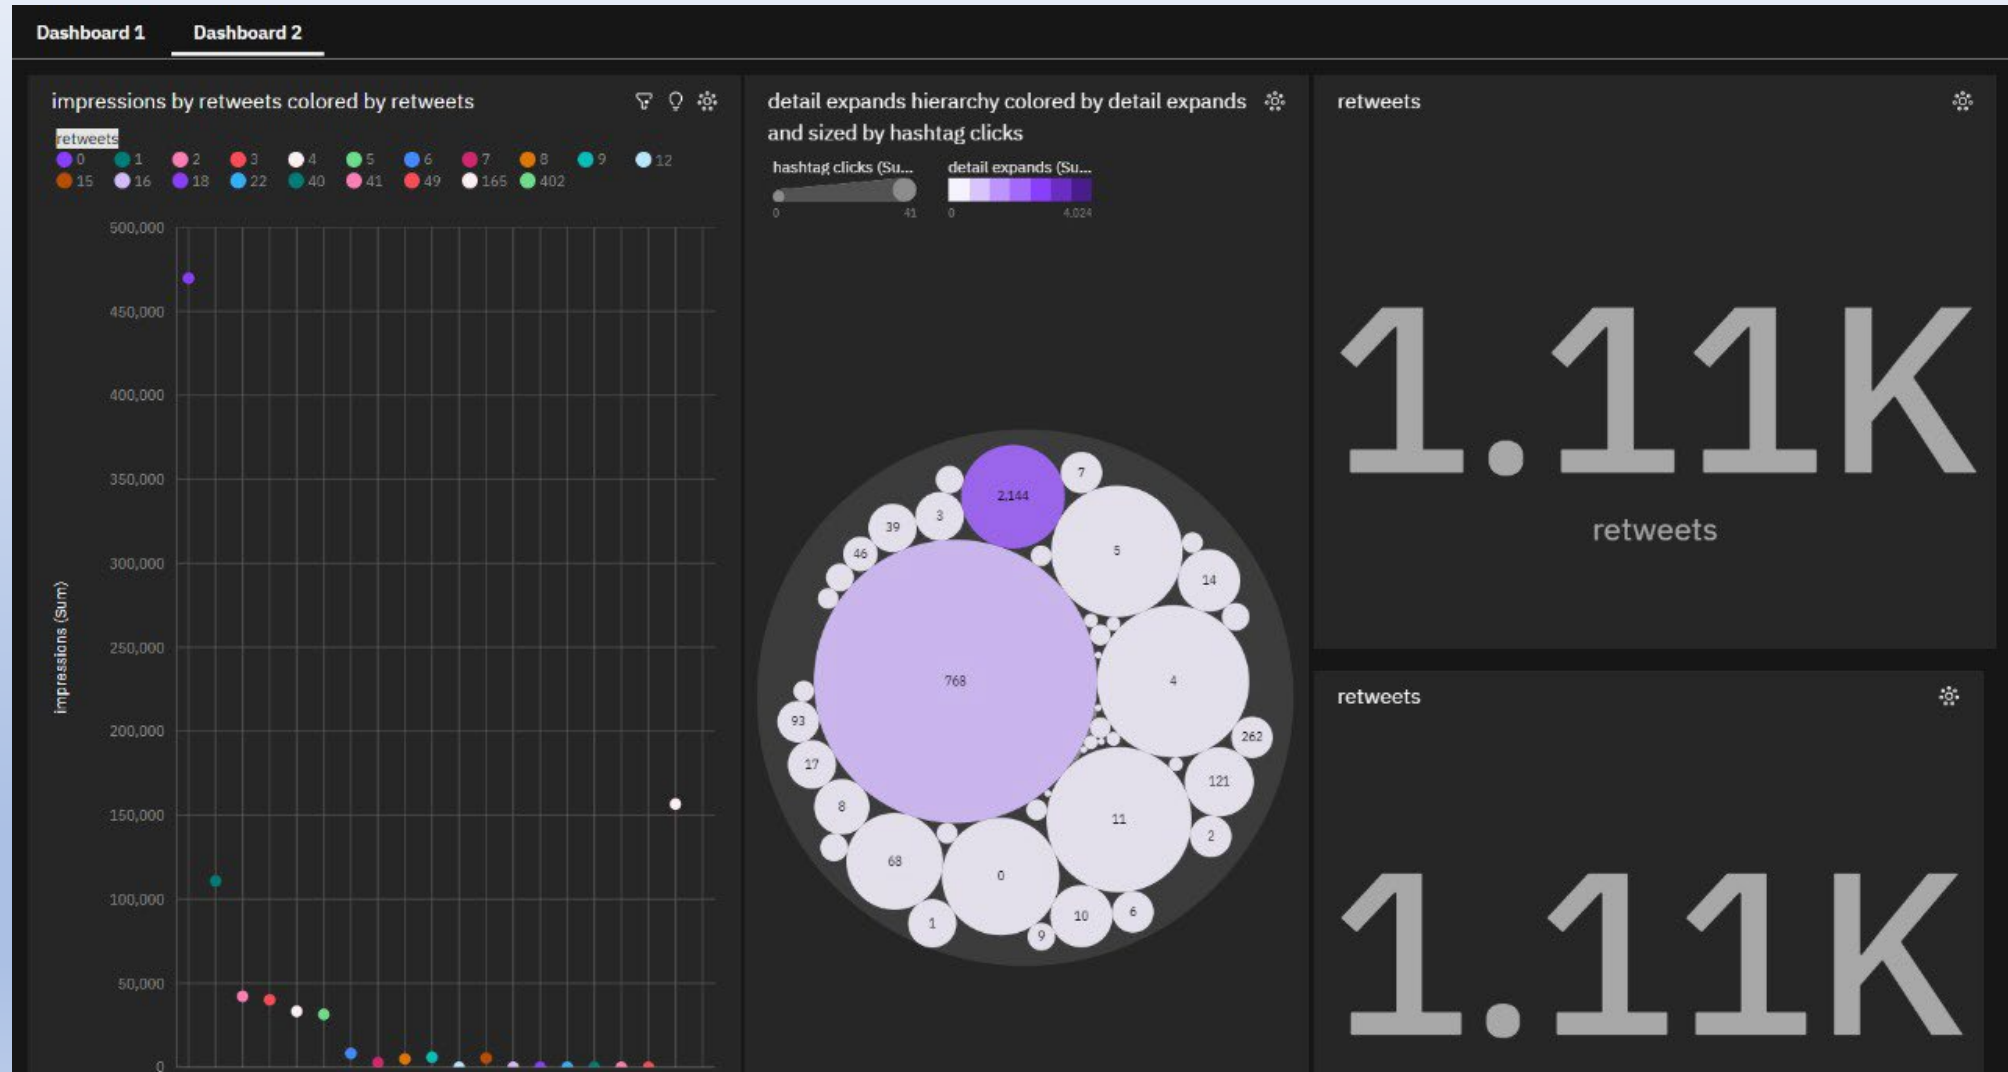 Dashboard 1 Dashboard 2
impressions by retweets colored by retweets
retweets
0 1 2 3 4 5 6 7 8 9 12
15 16 18 22 40 41 49 165 402
500,000
450,000
400,000
350,000
300,000
250,000
200,000
150,000
100,000
50,000
0
impressions (Sum)
detail expands hierarchy colored by detail expands
and sized by hashtag clicks
hashtag clicks (Su... detail expands (Su...
0 41 0 4,024
2,144
7
3
39
46
5
14
768
4
93
262
17
121
8
11
2
68
0
10
6
1
9
retweets
1.11K
retweets
retweets
1.11K